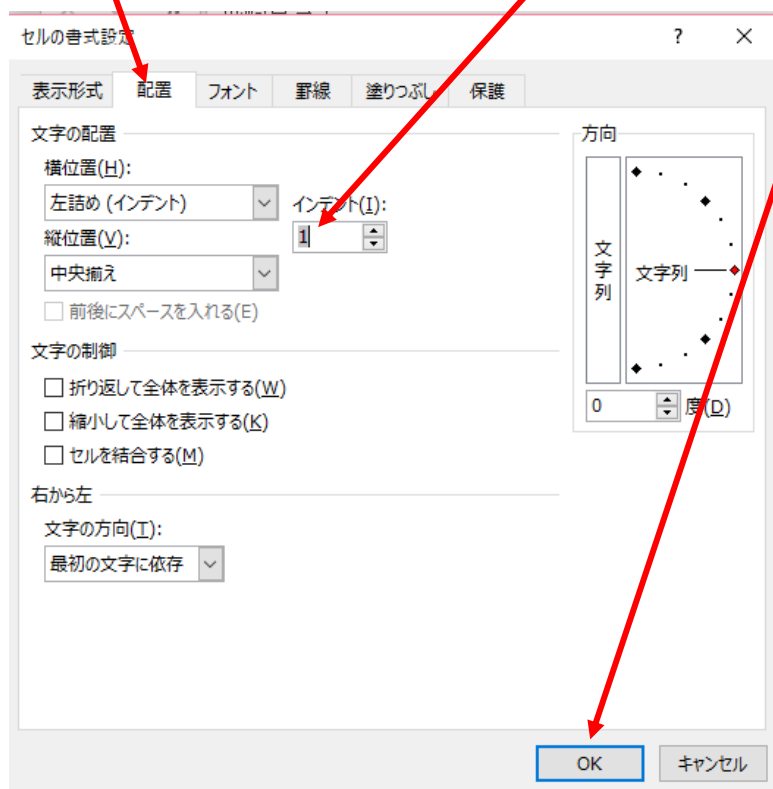 セルの書式設定 ?
表示形式 配置 フォント 罫線 塗りつぶし 保護
文字の配置
横位置(H):
左詰め (インデント)
インデント(I):
1
縦位置(V):
中央揃え
前後にスペースを入れる(E)
文字の制御
折り返して全体を表示する(W)
縮小して全体を表示する(K)
セルを結合する(M)
右から左
文字の方向(T):
最初の文字に依存
方向
文字列
文字列
0 度(D)
OK キャンセル